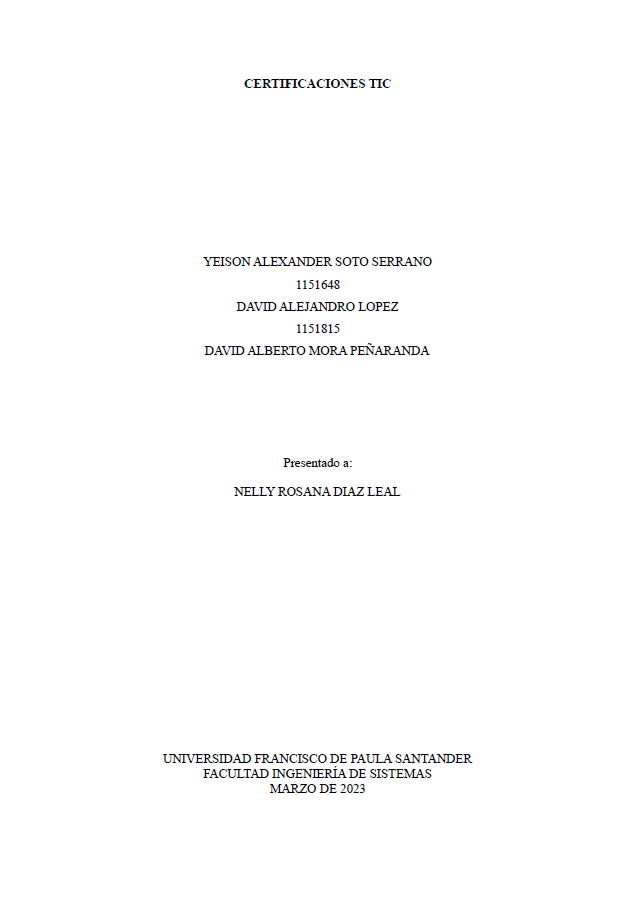 CERTIFICACIONES TIC
YEISON ALEXANDER SOTO SERRANO
1151648
DAVID ALEJANDRO LOPEZ
1151815
DAVID ALBERTO MORA PEÑARANDA
Presentado a:
NELLY ROSANA DIAZ LEAL
UNIVERSIDAD FRANCISCO DE PAULA SANTANDER
FACULTAD INGENIERÍA DE SISTEMAS
MARZO DE 2023